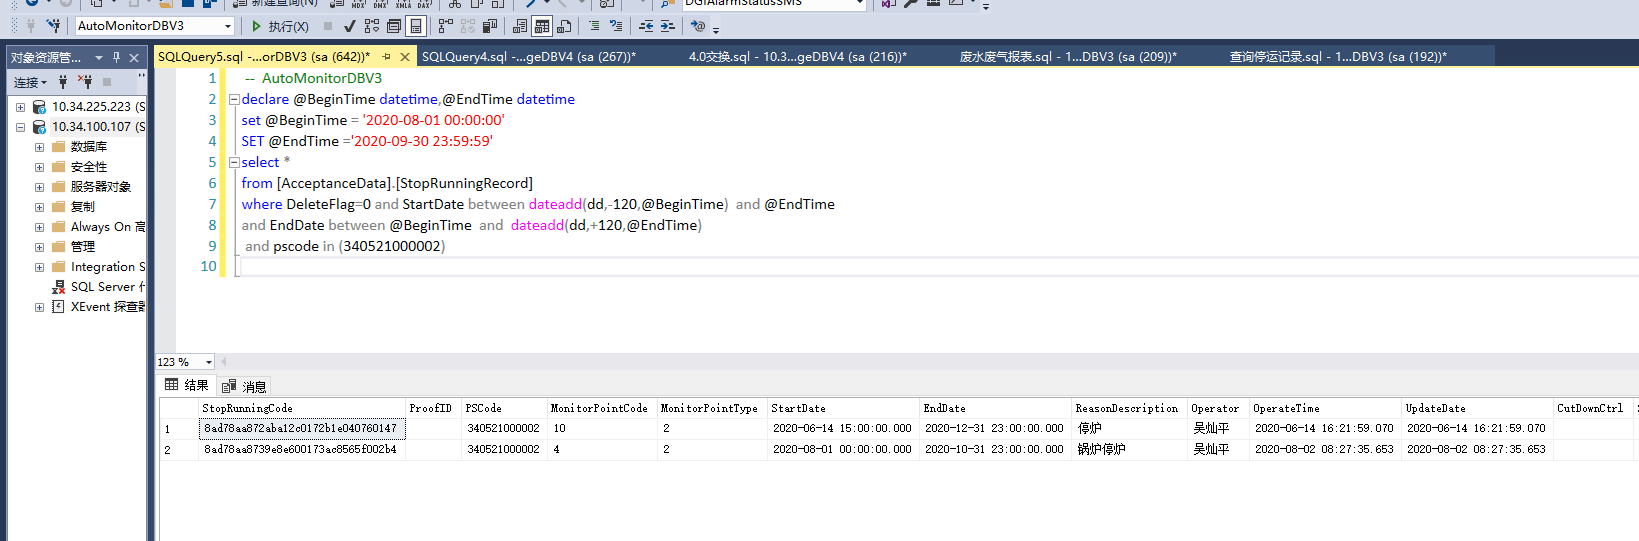 新建查询(N)
DGIAlarmStatusSMS
AutoMonitorDBV3
执行(X)
对象资源管...
SQLQuery5.sql -...orDBV3 (sa (642))*
SQLQuery4.sql -...geDBV4 (sa (267))*
4.0交换.sql - 10.3...geDBV4 (sa (216))*
废水废气报表.sql - 1...DBV3 (sa (209))*
查询停运记录.sql - 1...DBV3 (sa (192))*
连接
10.34.225.223 (S
10.34.100.107 (S
数据库
安全性
服务器对象
复制
Always On 高
管理
Integration S
SQL Server 代
XEvent 探查器
1 -- AutoMonitorDBV3
2 declare @BeginTime datetime,@EndTime datetime
3 set @BeginTime = '2020-08-01 00:00:00'
4 SET @EndTime ='2020-09-30 23:59:59'
5 select *
6 from [AcceptanceData].[StopRunningRecord]
7 where DeleteFlag=0 and StartDate between dateadd(dd,-120,@BeginTime) and @EndTime
8 and EndDate between @BeginTime and dateadd(dd,+120,@EndTime)
9 and pscode in (340521000002)
10
123 %
结果 消息
StopRunningCode ProofID PSCode MonitorPointCode MonitorPointType StartDate EndDate ReasonDescription Operator OperateTime UpdateDate CutDownCtrl
1 8ad78aa872aba12c0172b1e040760147 340521000002 10 2 2020-06-14 15:00:00.000 2020-12-31 23:00:00.000 停炉 吴灿平 2020-06-14 16:21:59.070 2020-06-14 16:21:59.070
2 8ad78aa8739e8e600173ac8565f002b4 340521000002 4 2 2020-08-01 00:00:00.000 2020-10-31 23:00:00.000 锅炉停炉 吴灿平 2020-08-02 08:27:35.653 2020-08-02 08:27:35.653